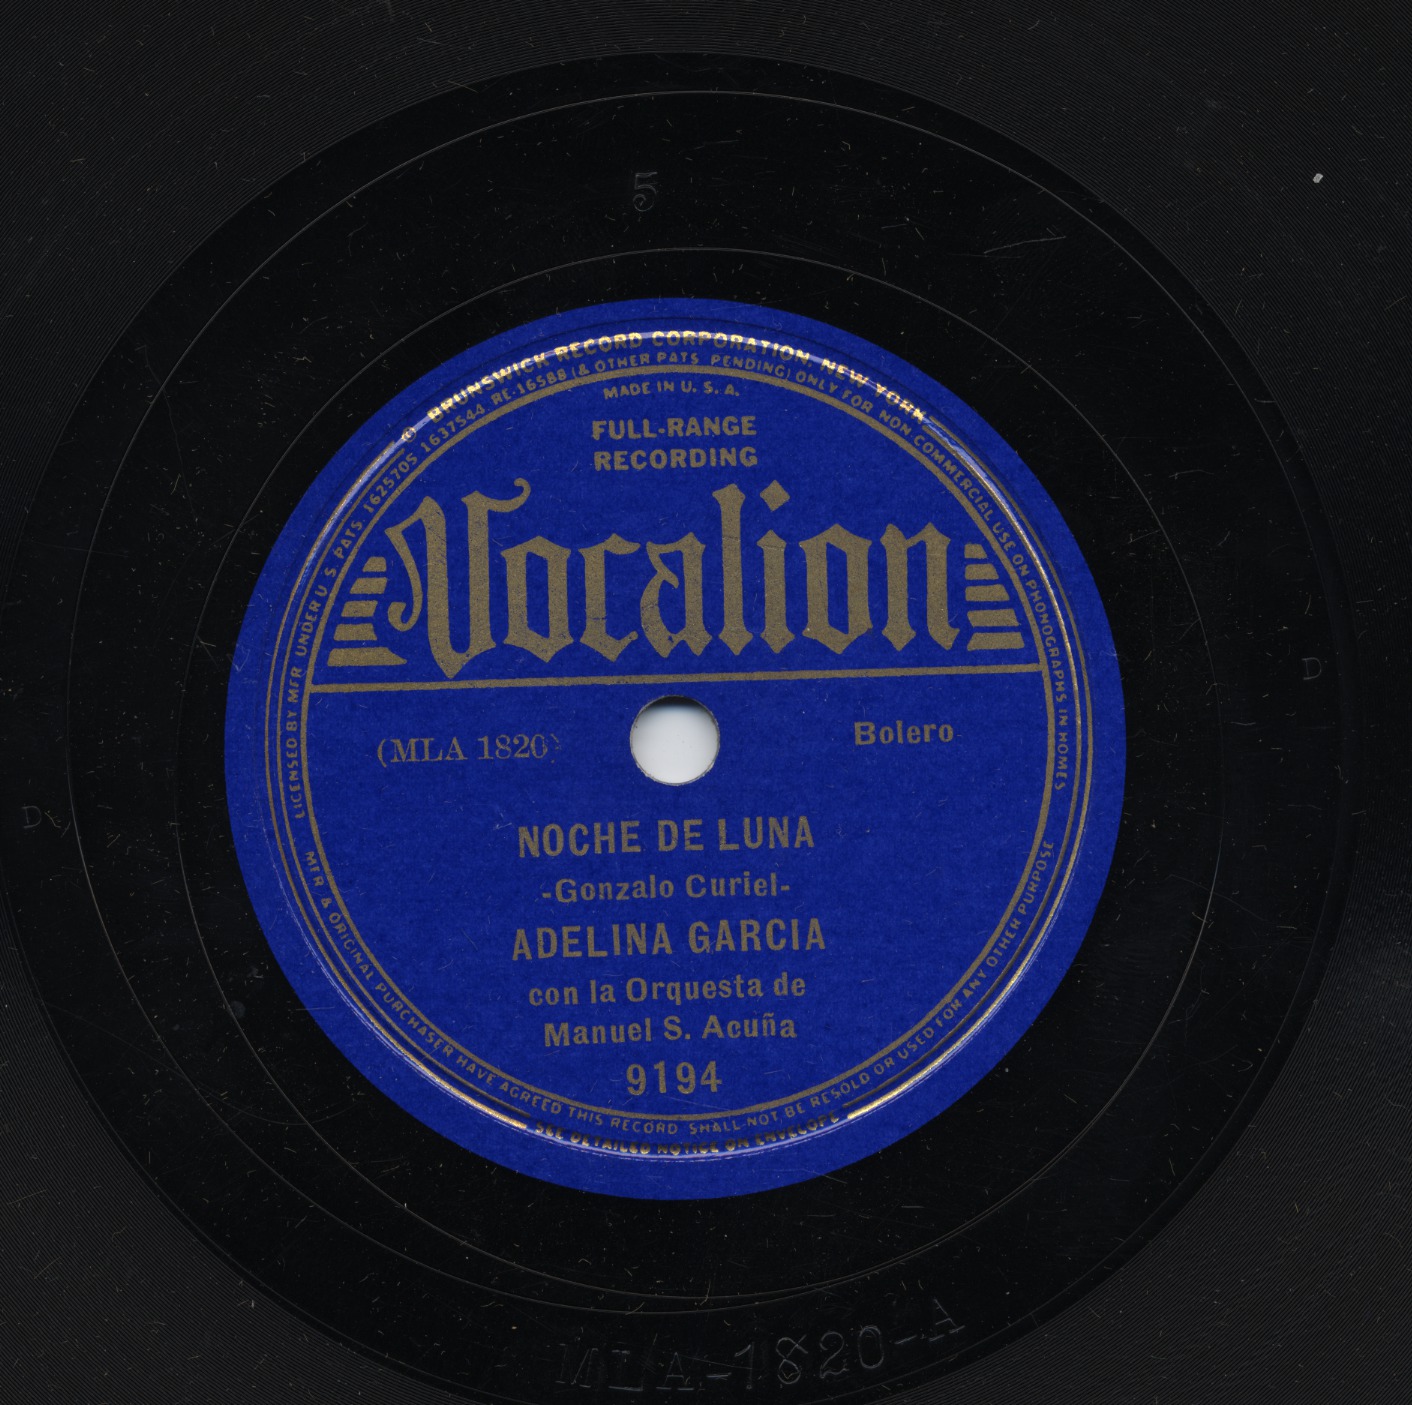 5
© BRUNSWICK RECORD CORPORATION, NEW YORK,
LICENSED BY MFR UNDER U S PATS 1625705 1637544 RE-16588 (& OTHER PATS PENDING) ONLY FOR NON COMMERCIAL USE ON PHONOGRAPHS IN HOMES
MADE IN U. S. A.
FULL-RANGE
RECORDING
Vocalion
(MLA 1820)
Bolero
NOCHE DE LUNA
-Gonzalo Curiel-
ADELINA GARCIA
con la Orquesta de
Manuel S. Acuña
9194
MFR & ORIGINAL PURCHASER HAVE AGREED THIS RECORD SHALL NOT BE RESOLD OR USED FOR ANY OTHER PURPOSE
SEE DETAILED NOTICE ON ENVELOPE
D
D
MLA-1820-A